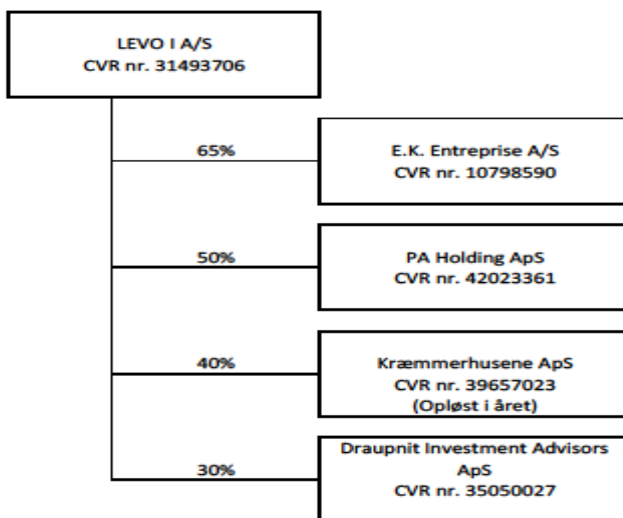 LEVO I A/S
CVR nr. 31493706
65%
E.K. Entreprise A/S
CVR nr. 10798590
50%
PA Holding ApS
CVR nr. 42023361
40%
Kræmmerhusene ApS
CVR nr. 39657023
(Opløst i året)
30%
Draupnit Investment Advisors
ApS
CVR nr. 35050027